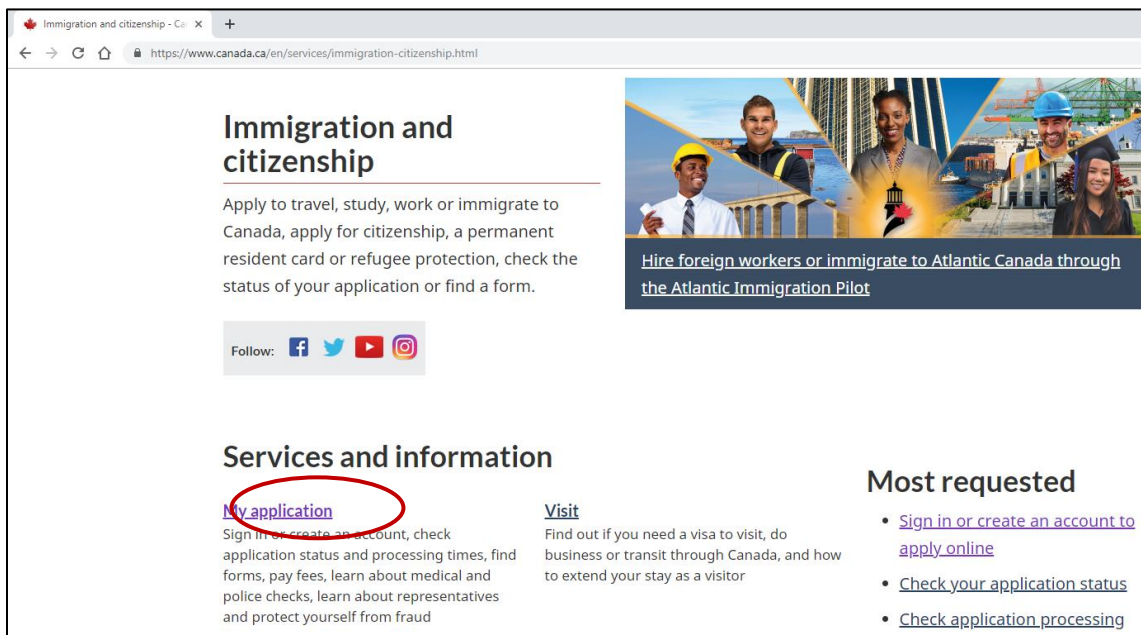 Immigration and citizenship - Ca
https://www.canada.ca/en/services/immigration-citizenship.html
Immigration and
citizenship
Apply to travel, study, work or immigrate to
Canada, apply for citizenship, a permanent
resident card or refugee protection, check the
status of your application or find a form.
Hire foreign workers or immigrate to Atlantic Canada through
the Atlantic Immigration Pilot
Follow:
Services and information
My application
Sign in or create an account, check
application status and processing times, find
forms, pay fees, learn about medical and
police checks, learn about representatives
and protect yourself from fraud
Visit
Find out if you need a visa to visit, do
business or transit through Canada, and how
to extend your stay as a visitor
Most requested
Sign in or create an account to
apply online
Check your application status
Check application processing